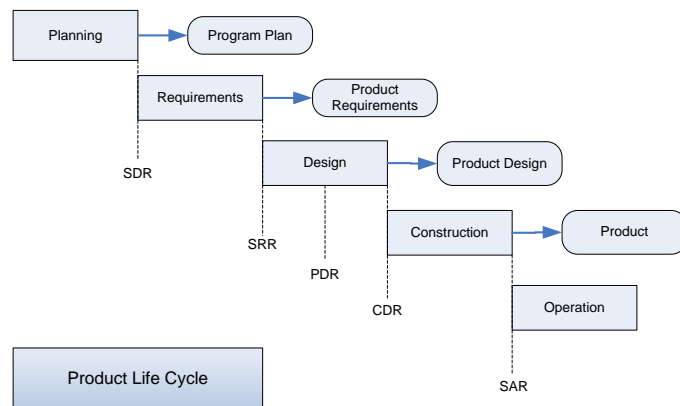 Planning
Program Plan
Requirements
Product
Requirements
SDR
Design
Product Design
SRR
PDR
Construction
Product
CDR
Operation
Product Life Cycle
SAR